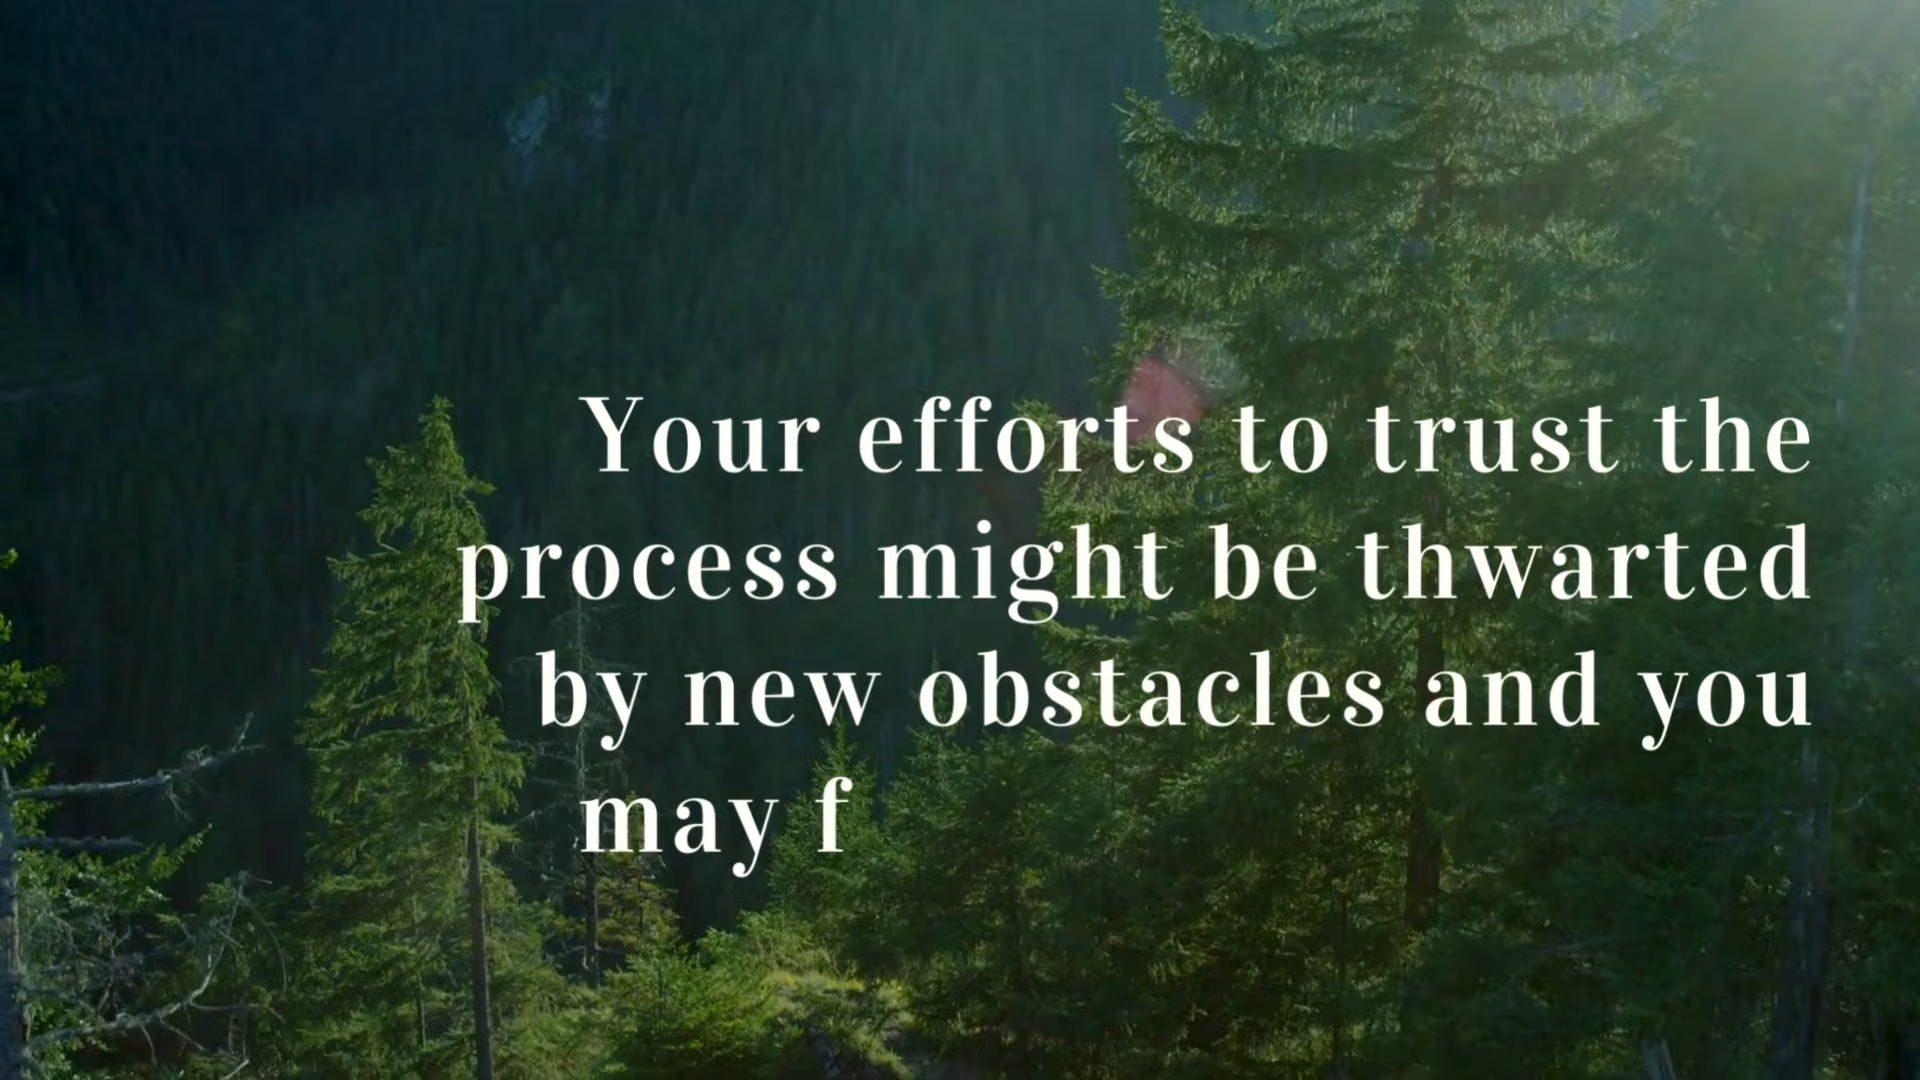 Your efforts to trust the
process might be thwarted
by new obstacles and you
may f